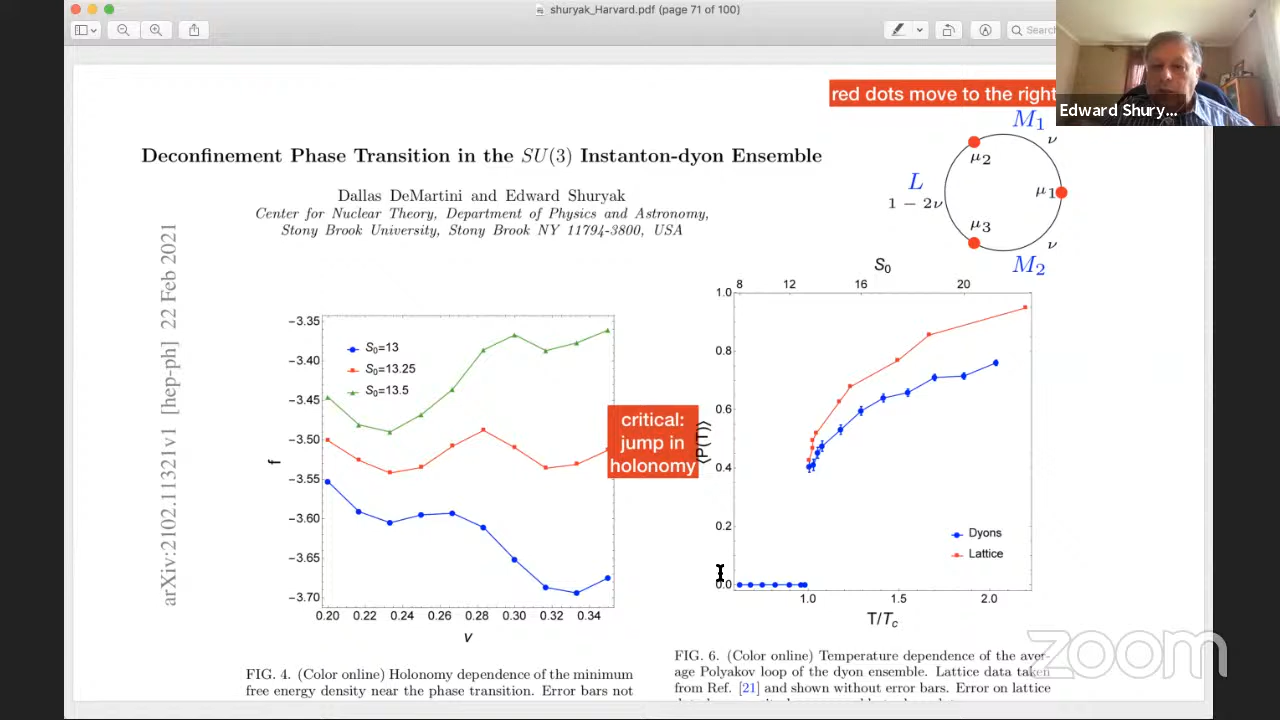 shuryak_Harvard.pdf (page 71 of 100)
Search
Edward Shury...
red dots move to the right
Deconfinement Phase Transition in the SU(3) Instanton-dyon Ensemble
Dallas DeMartini and Edward Shuryak
Center for Nuclear Theory, Department of Physics and Astronomy,
Stony Brook University, Stony Brook NY 11794-3800, USA
arXiv:2102.11321v1 [hep-ph] 22 Feb 2021
M₁
ν
μ₂
L
1 − 2ν
μ₁
μ₃
ν
M₂
−3.35
−3.40
−3.45
−3.50
−3.55
−3.60
−3.65
−3.70
f
S₀=13
S₀=13.25
S₀=13.5
0.20 0.22 0.24 0.26 0.28 0.30 0.32 0.34
ν
critical:
jump in
holonomy
S₀
8 12 16 20
1.0
0.8
0.6
0.4
0.2
0.0
⟨P(T)⟩
Dyons
Lattice
1.0 1.5 2.0
T/Tc
FIG. 4. (Color online) Holonomy dependence of the minimum
free energy density near the phase transition. Error bars not
FIG. 6. (Color online) Temperature dependence of the aver-
age Polyakov loop of the dyon ensemble. Lattice data taken
from Ref. [21] and shown without error bars. Error on lattice
zoom